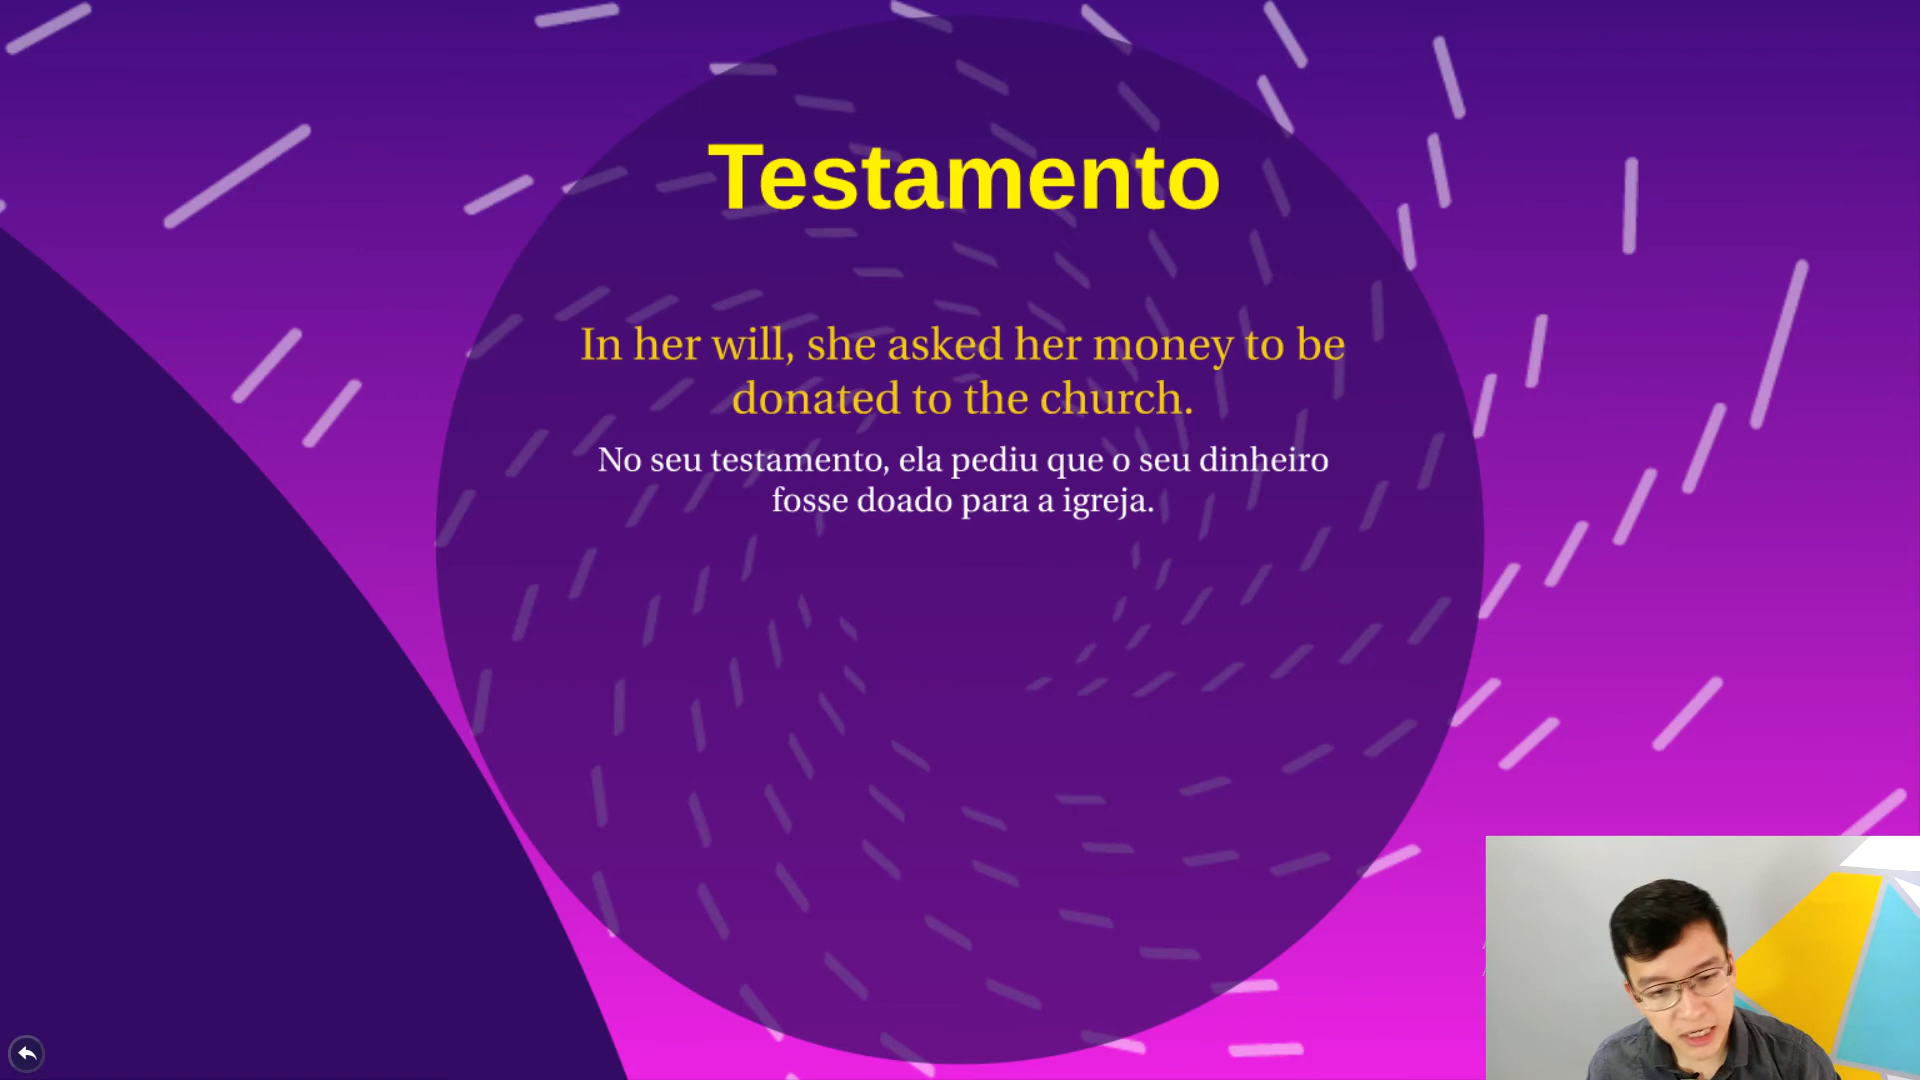 Testamento
In her will, she asked her money to be
donated to the church.
No seu testamento, ela pediu que o seu dinheiro
fosse doado para a igreja.